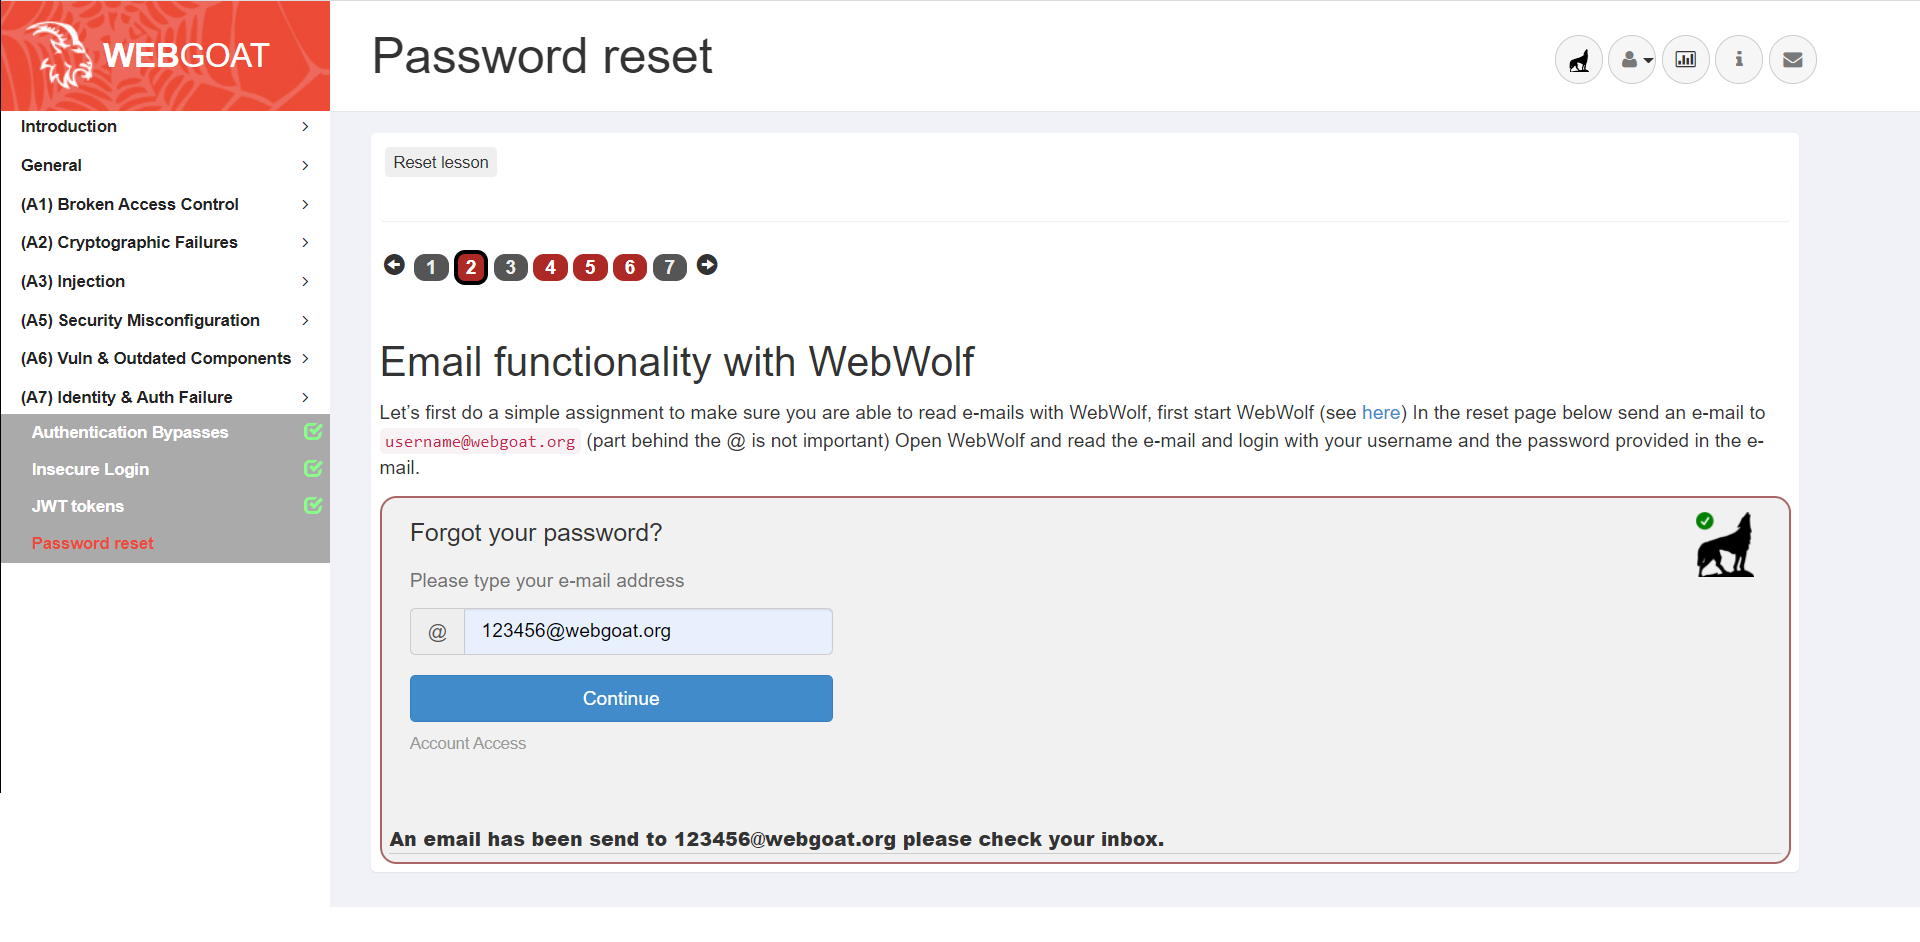 WEBGOAT
Password reset
Introduction
General
(A1) Broken Access Control
(A2) Cryptographic Failures
(A3) Injection
(A5) Security Misconfiguration
(A6) Vuln & Outdated Components
(A7) Identity & Auth Failure
Authentication Bypasses
Insecure Login
JWT tokens
Password reset
Reset lesson
1 2 3 4 5 6 7
Email functionality with WebWolf
Let’s first do a simple assignment to make sure you are able to read e-mails with WebWolf, first start WebWolf (see here) In the reset page below send an e-mail to
username@webgoat.org (part behind the @ is not important) Open WebWolf and read the e-mail and login with your username and the password provided in the e-
mail.
Forgot your password?
Please type your e-mail address
@ 123456@webgoat.org
Continue
Account Access
An email has been send to 123456@webgoat.org please check your inbox.